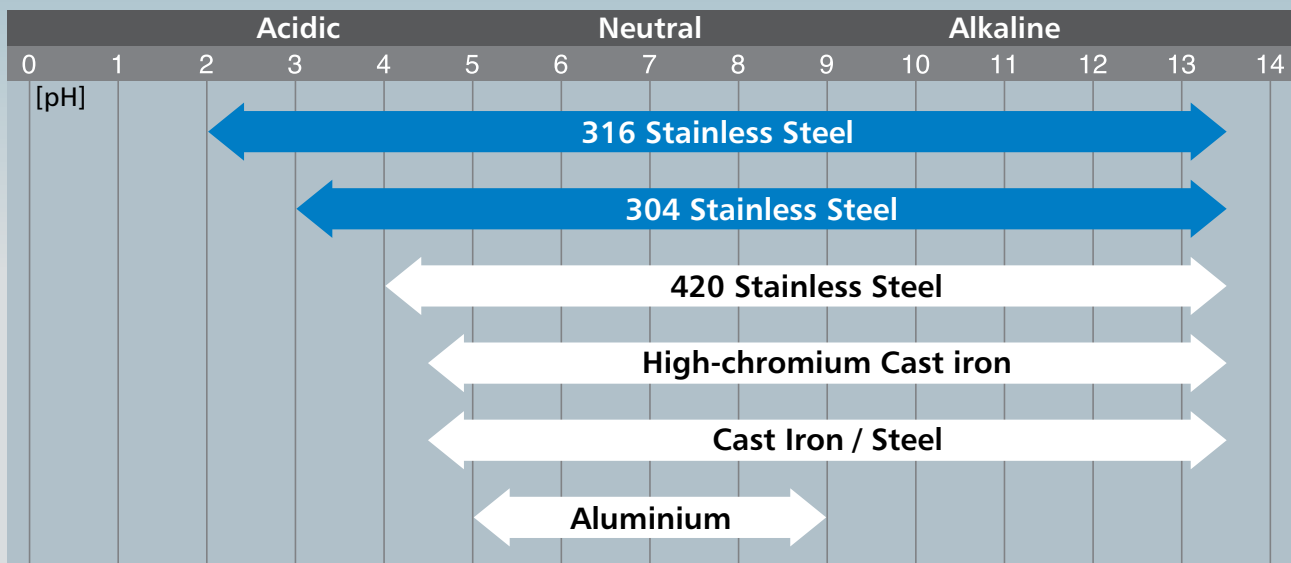 Acidic Neutral Alkaline
0 1 2 3 4 5 6 7 8 9 10 11 12 13 14
[pH]
316 Stainless Steel
304 Stainless Steel
420 Stainless Steel
High-chromium Cast iron
Cast Iron / Steel
Aluminium